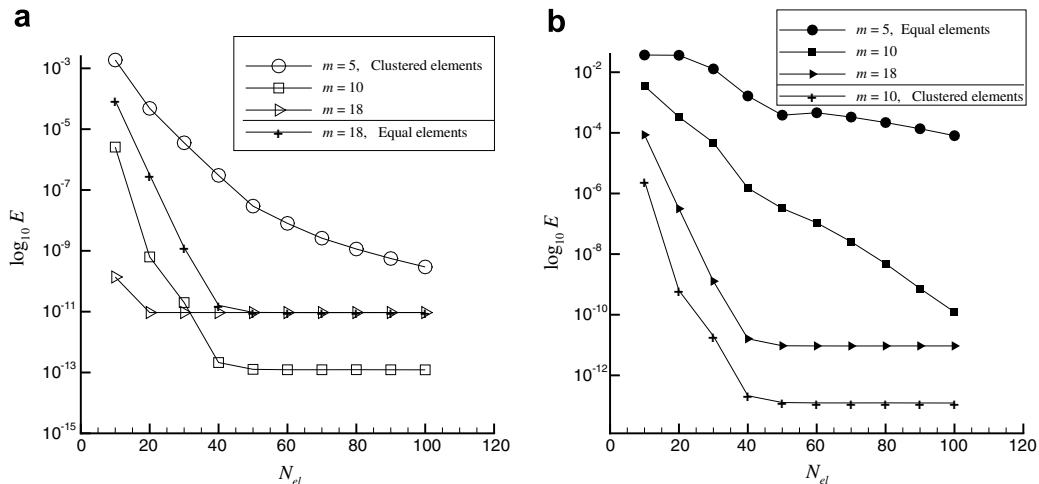 a
m = 5, Clustered elements
m = 10
m = 18
m = 18, Equal elements
10⁻³
10⁻⁵
10⁻⁷
10⁻⁹
10⁻¹¹
10⁻¹³
10⁻¹⁵
log₁₀ E
0 20 40 60 80 100 120
N_el
b
m = 5, Equal elements
m = 10
m = 18
m = 10, Clustered elements
10⁻²
10⁻⁴
10⁻⁶
10⁻⁸
10⁻¹⁰
10⁻¹²
log₁₀ E
0 20 40 60 80 100 120
N_el